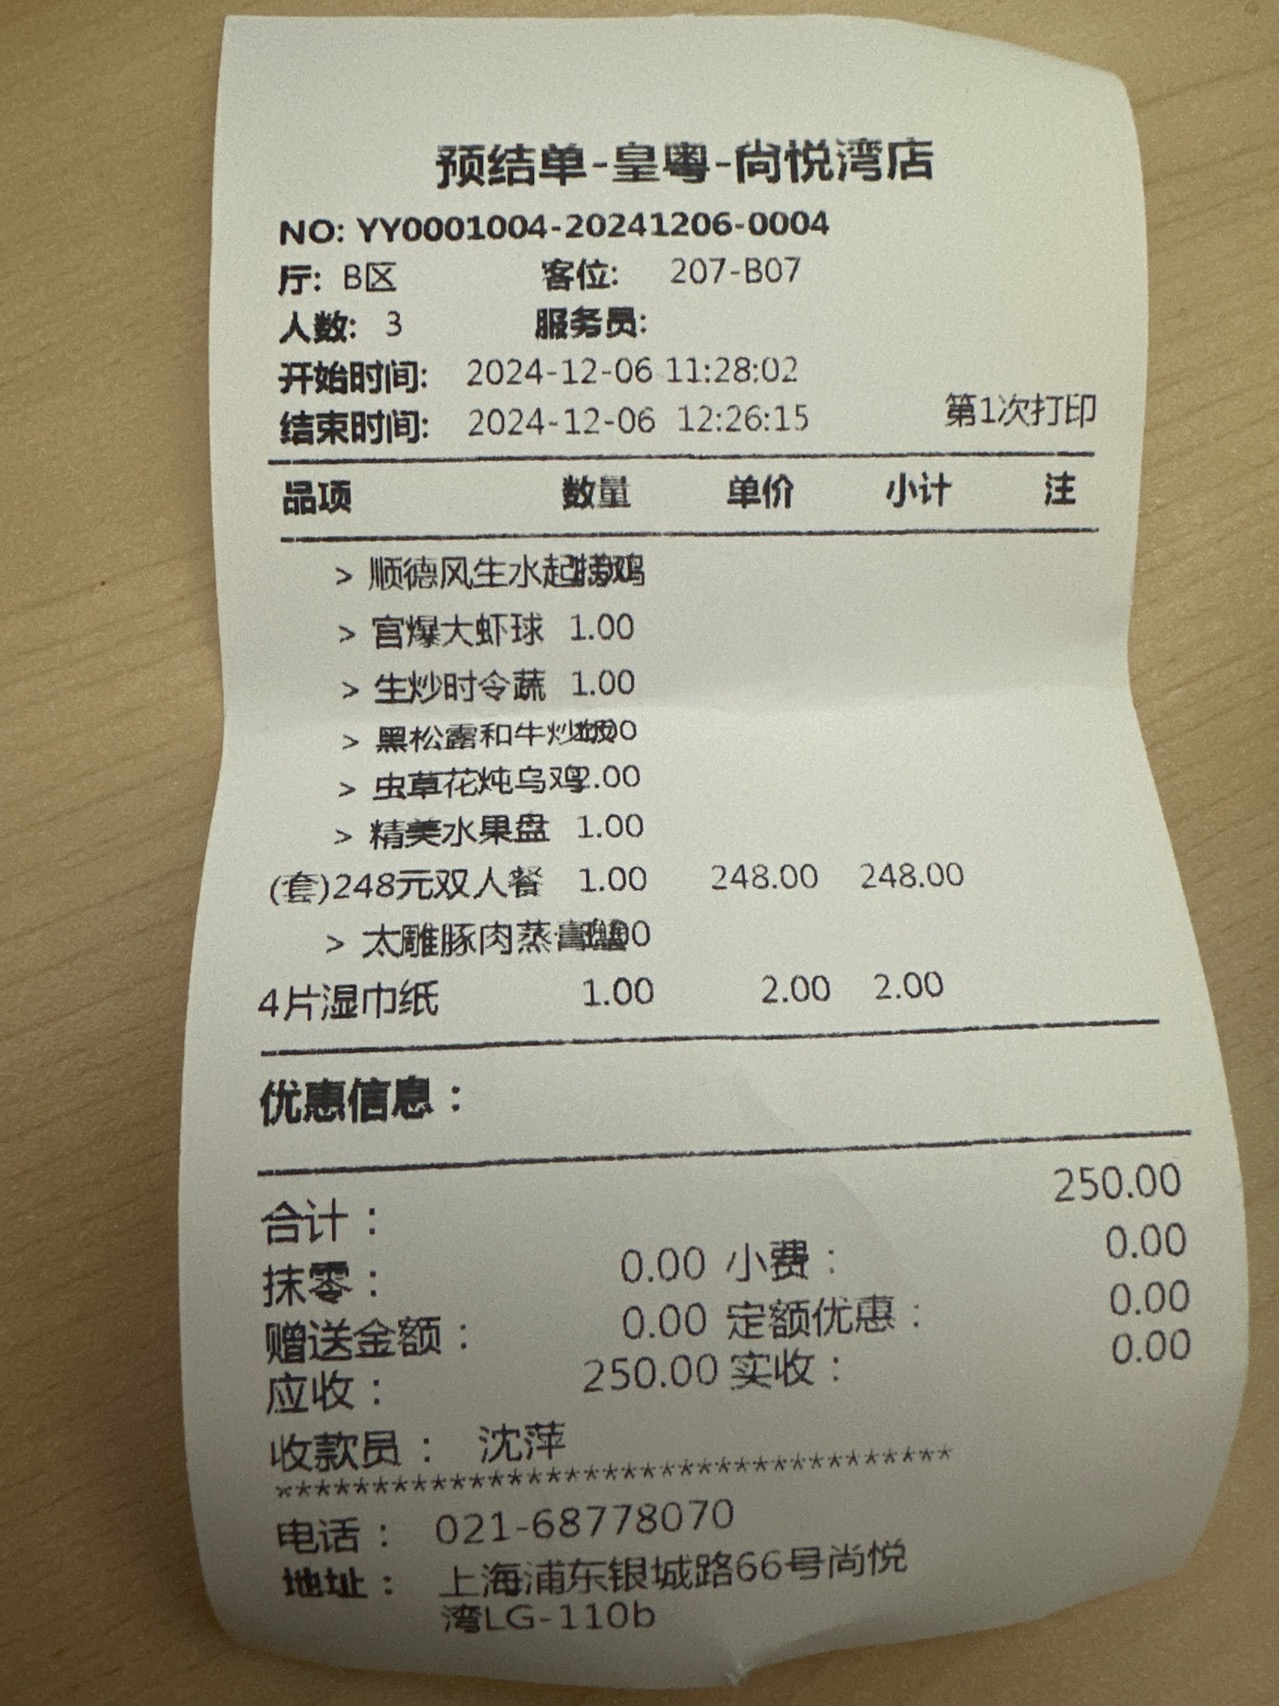 预结单-皇粤-尚悦湾店
NO: YY0001004-20241206-0004
厅: B区 客位: 207-B07
人数: 3 服务员:
开始时间: 2024-12-06 11:28:02
结束时间: 2024-12-06 12:26:15 第1次打印
品项 数量 单价 小计 注
> 顺德风生水起捞鸡
> 宫爆大虾球 1.00
> 生炒时令蔬 1.00
> 黑松露和牛炒饭
> 虫草花炖乌鸡 2.00
> 精美水果盘 1.00
(套)248元双人餐 1.00 248.00 248.00
> 太雕豚肉蒸膏蟹
4片湿巾纸 1.00 2.00 2.00
优惠信息：
合计： 250.00
抹零： 0.00 小费： 0.00
赠送金额： 0.00 定额优惠： 0.00
应收： 250.00 实收： 0.00
收款员： 沈萍
***********************************
电话： 021-68778070
地址： 上海浦东银城路66号尚悦
湾LG-110b